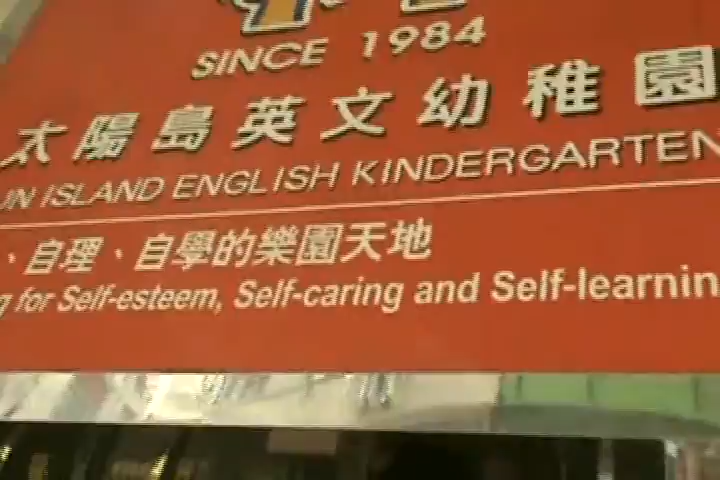 SINCE 1984
太陽島英文幼稚園
ISLAND ENGLISH KINDERGARTEN
、自理、自學的樂園天地
for Self-esteem, Self-caring and Self-learnin